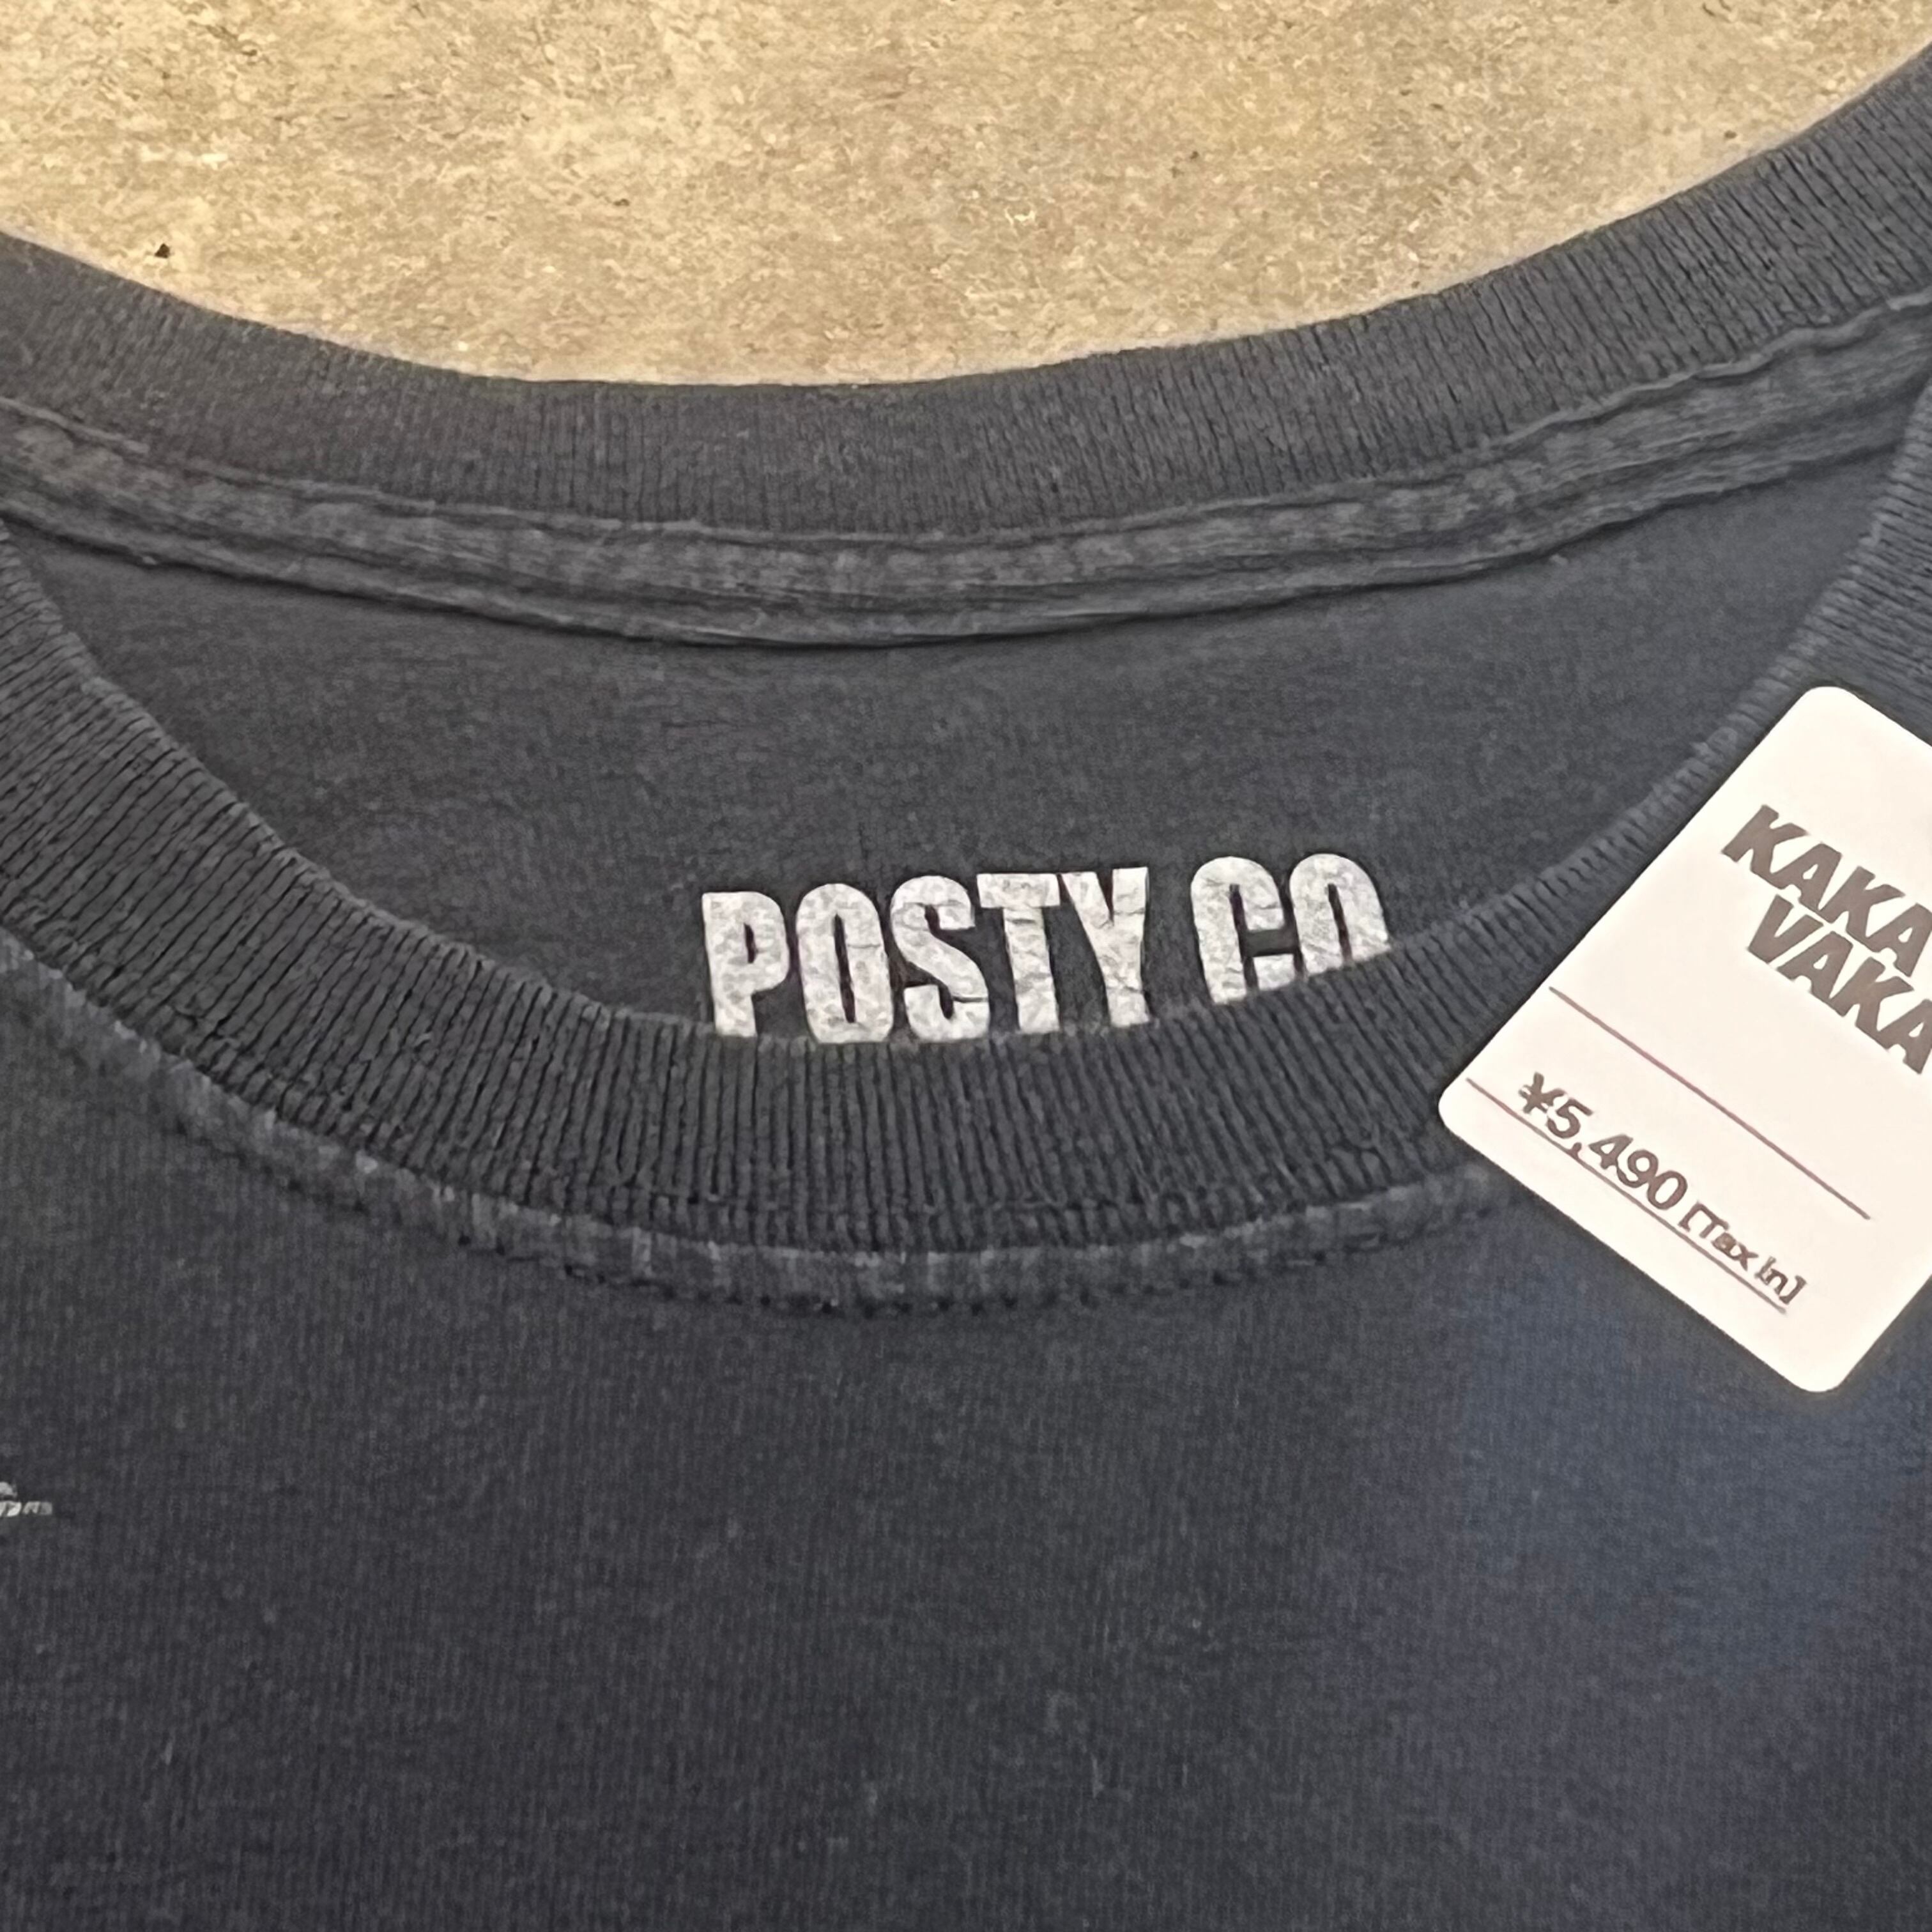 POSTY CO
KAKA
VAKA
¥5,490 [Tax in]